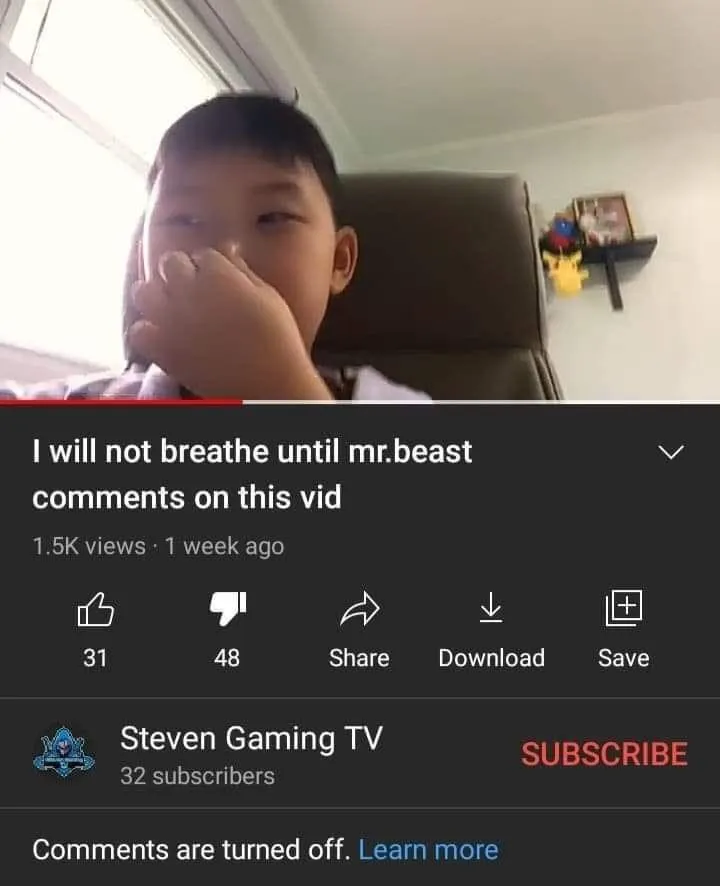 I will not breathe until mr.beast
comments on this vid
1.5K views · 1 week ago
31
48
Share
Download
Save
Steven Gaming TV
32 subscribers
SUBSCRIBE
Comments are turned off. Learn more